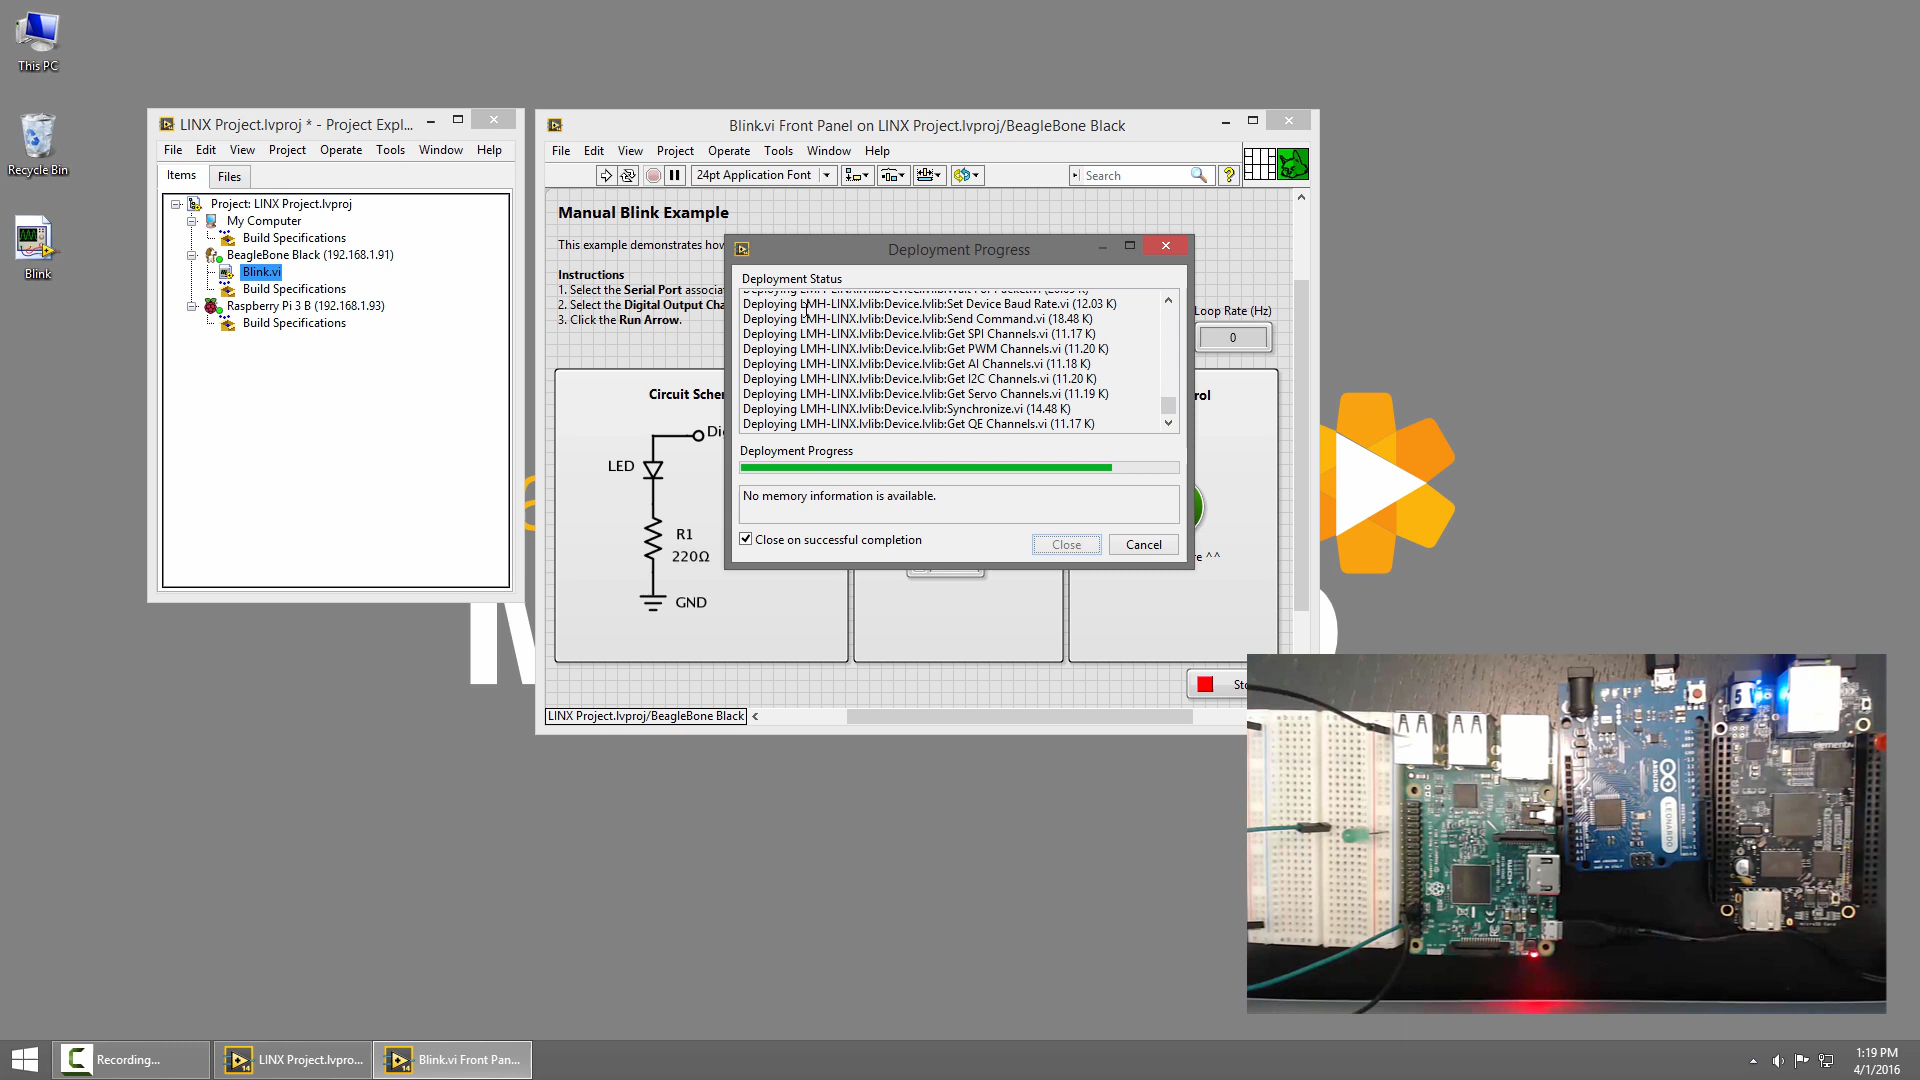 This PC
Recycle Bin
Blink
LINX Project.lvproj * - Project Expl...
File Edit View Project Operate Tools Window Help
Items Files
Project: LINX Project.lvproj
My Computer
Build Specifications
BeagleBone Black (192.168.1.91)
Blink.vi
Build Specifications
Raspberry Pi 3 B (192.168.1.93)
Build Specifications
Blink.vi Front Panel on LINX Project.lvproj/BeagleBone Black
File Edit View Project Operate Tools Window Help
24pt Application Font
Search
?
Manual Blink Example
This example demonstrates how
Instructions
1. Select the Serial Port associa
2. Select the Digital Output Cha
3. Click the Run Arrow.
Loop Rate (Hz)
0
Circuit Scher
rol
Di
LED
R1
220Ω
GND
re ^^
Sto
LINX Project.lvproj/BeagleBone Black
Deployment Progress
Deployment Status
Deploying LMH-LINX.lvlib:Device.lvlib:Set Device Baud Rate.vi (12.03 K)
Deploying LMH-LINX.lvlib:Device.lvlib:Send Command.vi (18.48 K)
Deploying LMH-LINX.lvlib:Device.lvlib:Get SPI Channels.vi (11.17 K)
Deploying LMH-LINX.lvlib:Device.lvlib:Get PWM Channels.vi (11.20 K)
Deploying LMH-LINX.lvlib:Device.lvlib:Get AI Channels.vi (11.18 K)
Deploying LMH-LINX.lvlib:Device.lvlib:Get I2C Channels.vi (11.20 K)
Deploying LMH-LINX.lvlib:Device.lvlib:Get Servo Channels.vi (11.19 K)
Deploying LMH-LINX.lvlib:Device.lvlib:Synchronize.vi (14.48 K)
Deploying LMH-LINX.lvlib:Device.lvlib:Get QE Channels.vi (11.17 K)
Deployment Progress
No memory information is available.
Close on successful completion
Close Cancel
5 V
ARDUINO
LEONARDO
HDMI
Recording...
LINX Project.lvpro...
Blink.vi Front Pan...
1:19 PM
4/1/2016